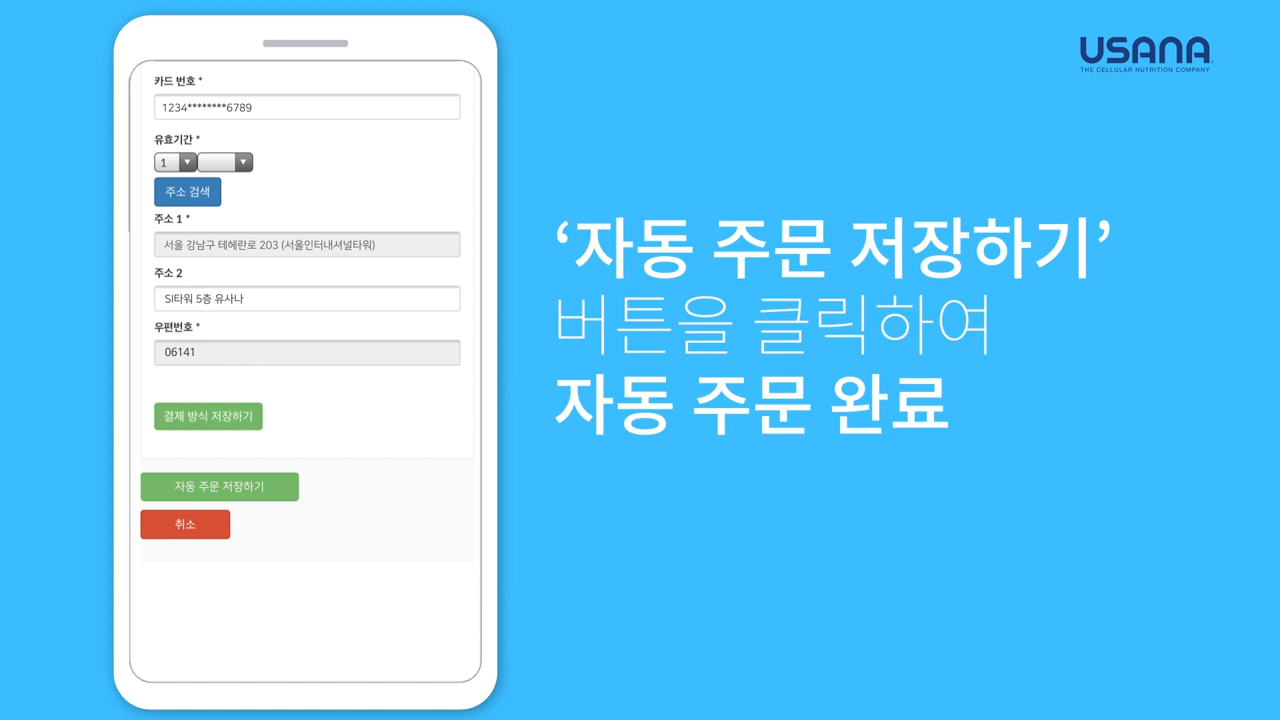 카드 번호 *
1234********6789
유효기간 *
1
주소 검색
주소 1 *
서울 강남구 테헤란로 203 (서울인터내셔널타워)
주소 2
SI타워 5층 유사나
우편번호 *
06141
결제 방식 저장하기
자동 주문 저장하기
취소
USANA
THE CELLULAR NUTRITION COMPANY
‘자동 주문 저장하기’
버튼을 클릭하여
자동 주문 완료